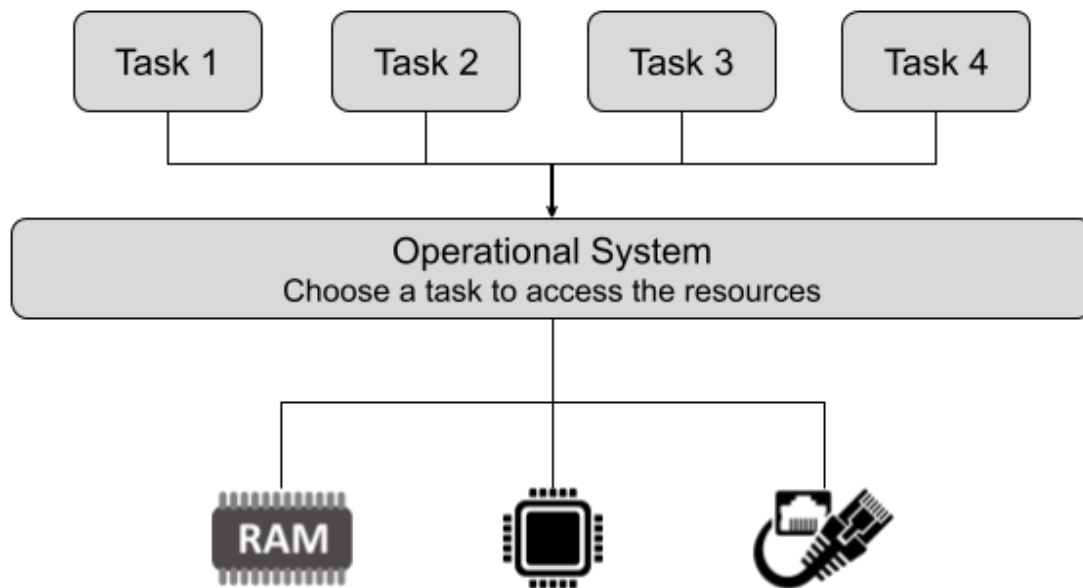 Task 1
Task 2
Task 3
Task 4
Operational System
Choose a task to access the resources
RAM